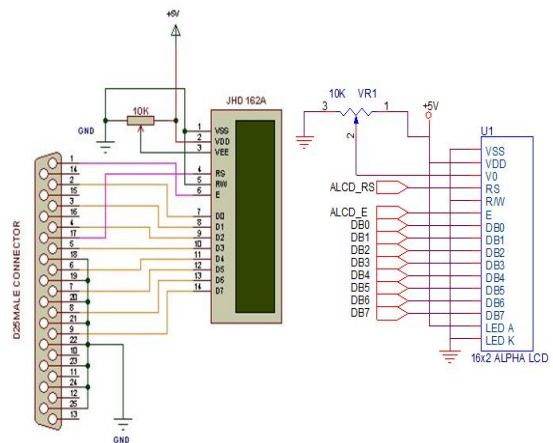 +5V
10K
GND
JHD 162A
1 VSS
2 VDD
3 VEE
4 RS
5 R/W
6 E
7 D0
8 D1
9 D2
10 D3
11 D4
12 D5
13 D6
14 D7
D25MALE CONNECTOR
1
14
2
15
3
16
4
17
5
18
6
19
7
20
8
21
9
22
10
23
11
24
12
25
13
GND
10K VR1
3
1
2
+5V
U1
VSS
VDD
V0
ALCD_RS
RS
R/W
ALCD_E
E
DB0
DB0
DB1
DB1
DB2
DB2
DB3
DB3
DB4
DB4
DB5
DB5
DB6
DB6
DB7
DB7
LED A
LED K
16x2 ALPHA LCD